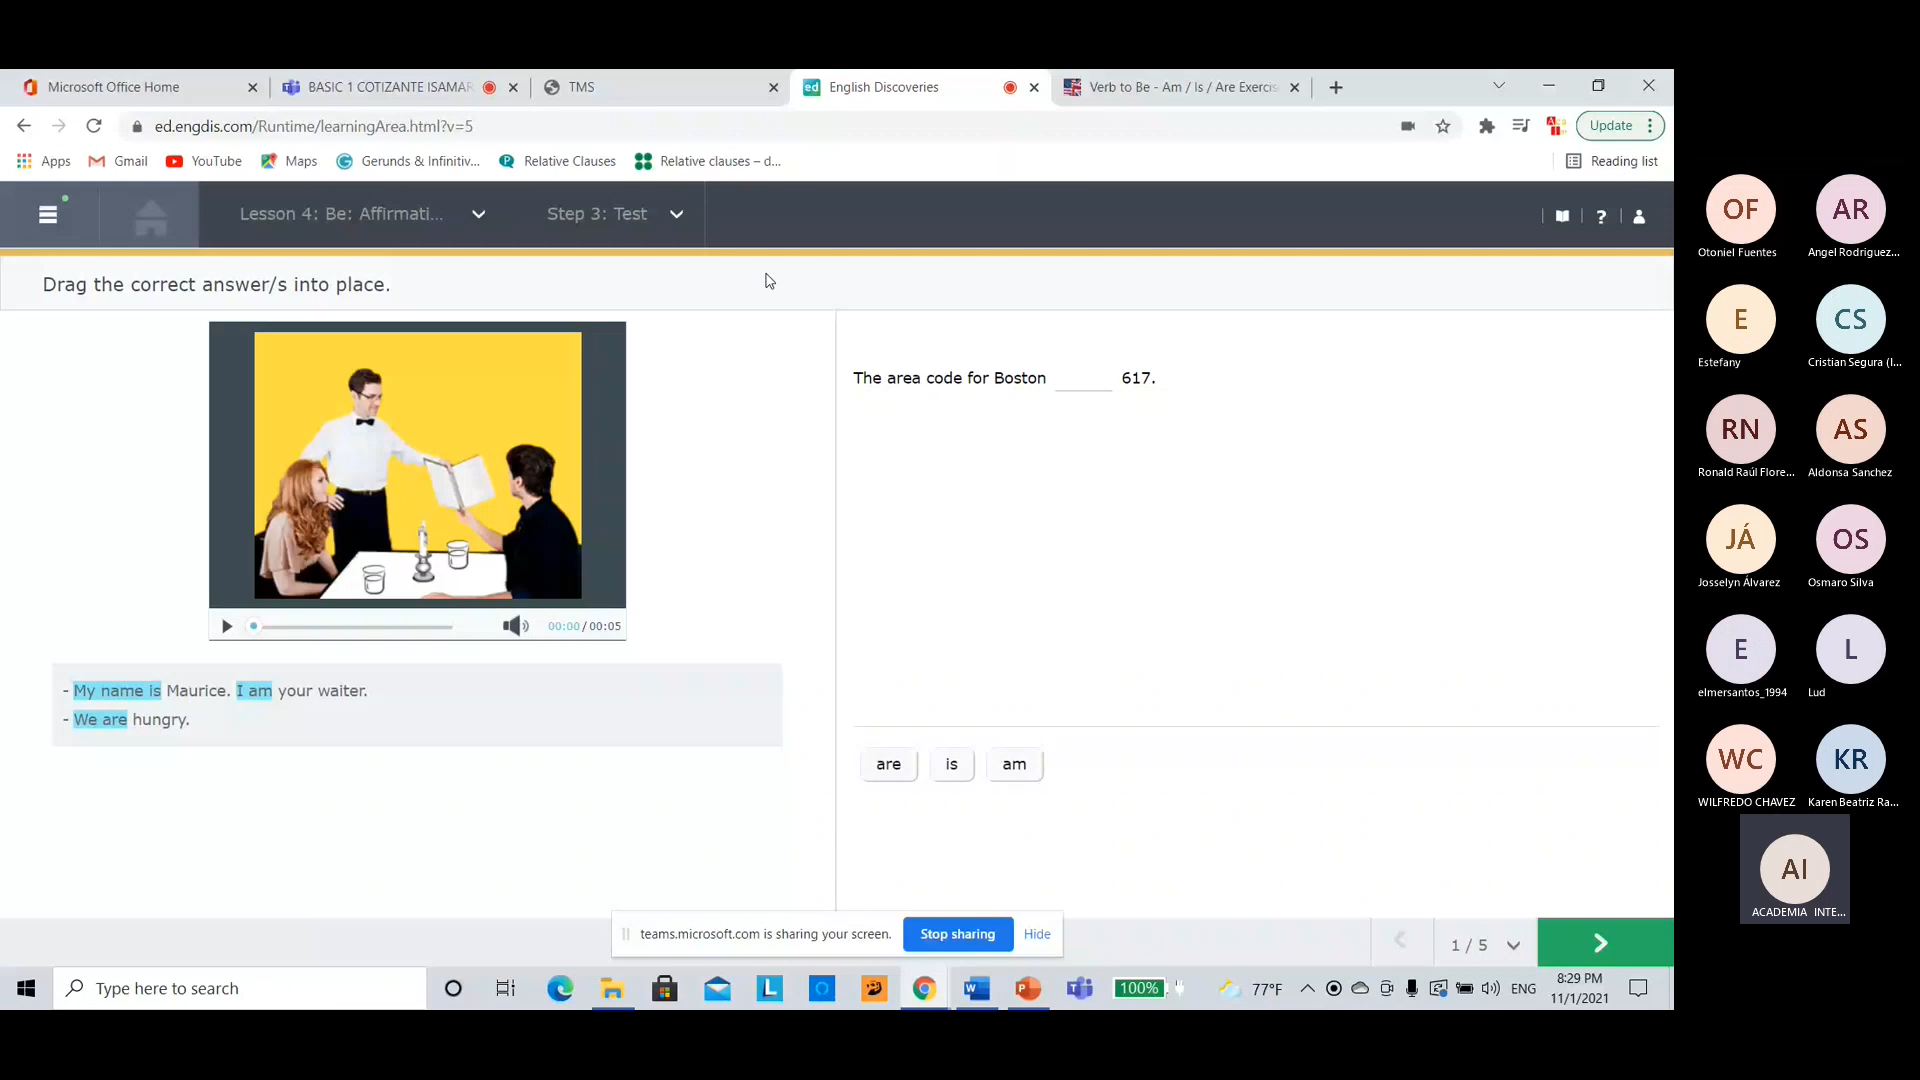 Microsoft Office Home
BASIC 1 COTIZANTE ISAMAR
TMS
ed English Discoveries
Verb to Be - Am / Is / Are Exercis
ed.engdis.com/Runtime/learningArea.html?v=5
Update
Apps
Gmail
YouTube
Maps
Gerunds & Infinitiv...
Relative Clauses
Relative clauses – d...
Reading list
Lesson 4: Be: Affirmati...
Step 3: Test
?
Drag the correct answer/s into place.
The area code for Boston ______ 617.
00:00 / 00:05
- My name is Maurice. I am your waiter.
- We are hungry.
are is am
teams.microsoft.com is sharing your screen.
Stop sharing
Hide
1 / 5
Type here to search
100%
77°F
ENG
8:29 PM
11/1/2021
OF
Otoniel Fuentes
AR
Angel Rodriguez...
E
Estefany
CS
Cristian Segura (I...
RN
Ronald Raúl Flore...
AS
Aldonsa Sanchez
JÁ
Josselyn Álvarez
OS
Osmaro Silva
E
elmersantos_1994
L
Lud
WC
WILFREDO CHAVEZ
KR
Karen Beatriz Ra...
AI
ACADEMIA INTE...